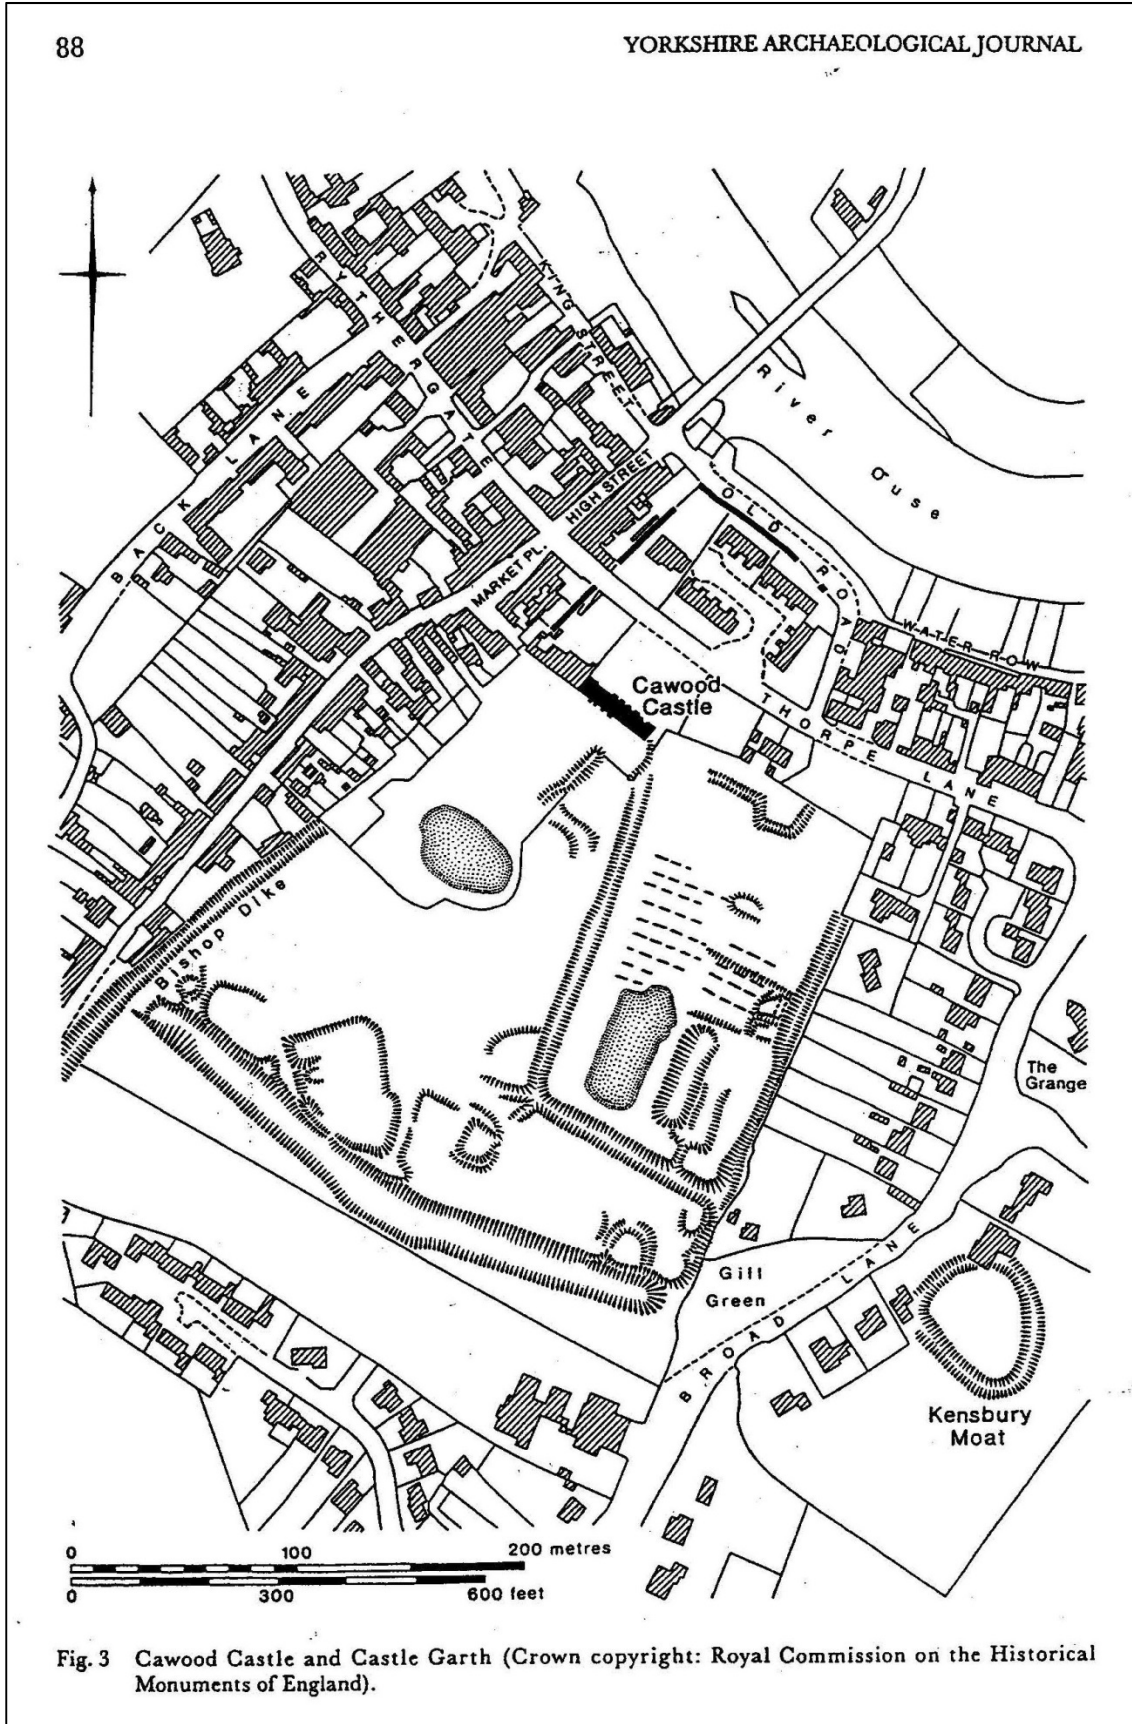 88
YORKSHIRE ARCHAEOLOGICAL JOURNAL
RYTHERGATE
KING STREET
BACK LANE
River Ouse
HIGH STREET
OLD ROAD
MARKET PL.
WATER ROW
Cawood
Castle
THORPE LANE
Bishop Dike
The
Grange
Gill
Green
BROAD LANE
Kensbury
Moat
0 100 200 metres
0 300 600 feet
Fig. 3 Cawood Castle and Castle Garth (Crown copyright: Royal Commission on the Historical
Monuments of England).